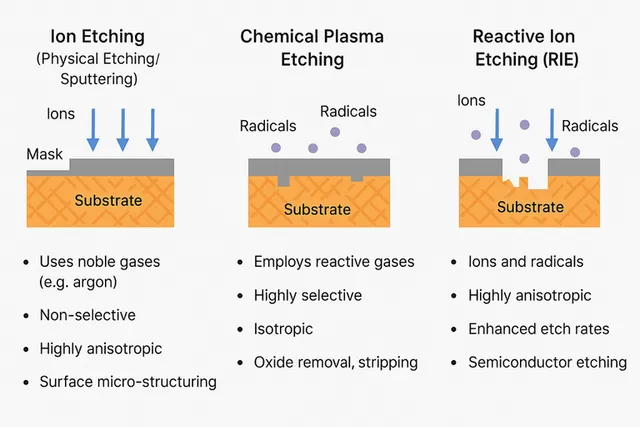 Ion Etching
(Physical Etching/
Sputtering)
Ions
Mask
Substrate
• Uses noble gases
(e.g. argon)
• Non-selective
• Highly anisotropic
• Surface micro-structuring
Chemical Plasma
Etching
Radicals
Radicals
Substrate
• Employs reactive gases
• Highly selective
• Isotropic
• Oxide removal, stripping
Reactive Ion
Etching (RIE)
Ions
Radicals
Substrate
• Ions and radicals
• Highly anisotropic
• Enhanced etch rates
• Semiconductor etching